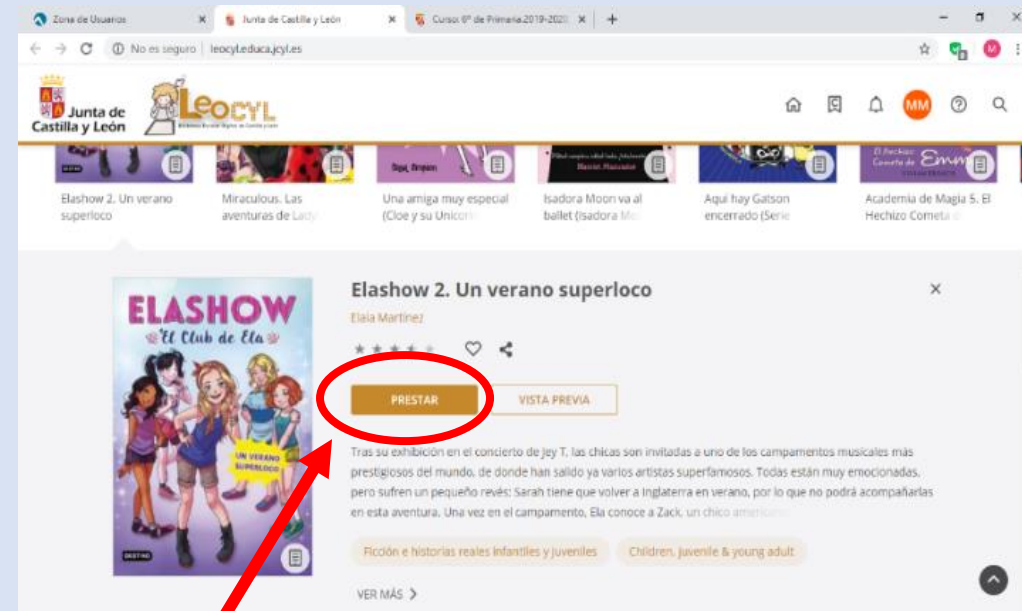 Zona de Usuarios
Junta de Castilla y León
Curso: 6º de Primaria 2019-202
No es seguro
leocyl.educa.jcyl.es
Junta de
Castilla y León
LEOCYL
MM
Elashow 2. Un verano
superloco
Miraculous. Las
aventuras de Lady
Una amiga muy especial
(Cloe y su Unicornio
Isadora Moon va al
ballet (Isadora Mo
Aquí hay Gatson
encerrado (Serie
Academia de Magia 5. El
Hechizo Cometa d
ELASHOW
El Club de Ela
UN VERANO
SUPERLOCO
DESTINO
Elashow 2. Un verano superloco
Elaia Martínez
PRESTAR
VISTA PREVIA
Tras su exhibición en el concierto de Jey T, las chicas son invitadas a uno de los campamentos musicales más
prestigiosos del mundo, de donde han salido ya varios artistas superfamosos. Todas están muy emocionadas,
pero sufren un pequeño revés: Sarah tiene que volver a Inglaterra en verano, por lo que no podrá acompañarlas
en esta aventura. Una vez en el campamento, Ela conoce a Zack, un chico americano
Ficción e historias reales infantiles y juveniles
Children, juvenile & young adult
VER MÁS